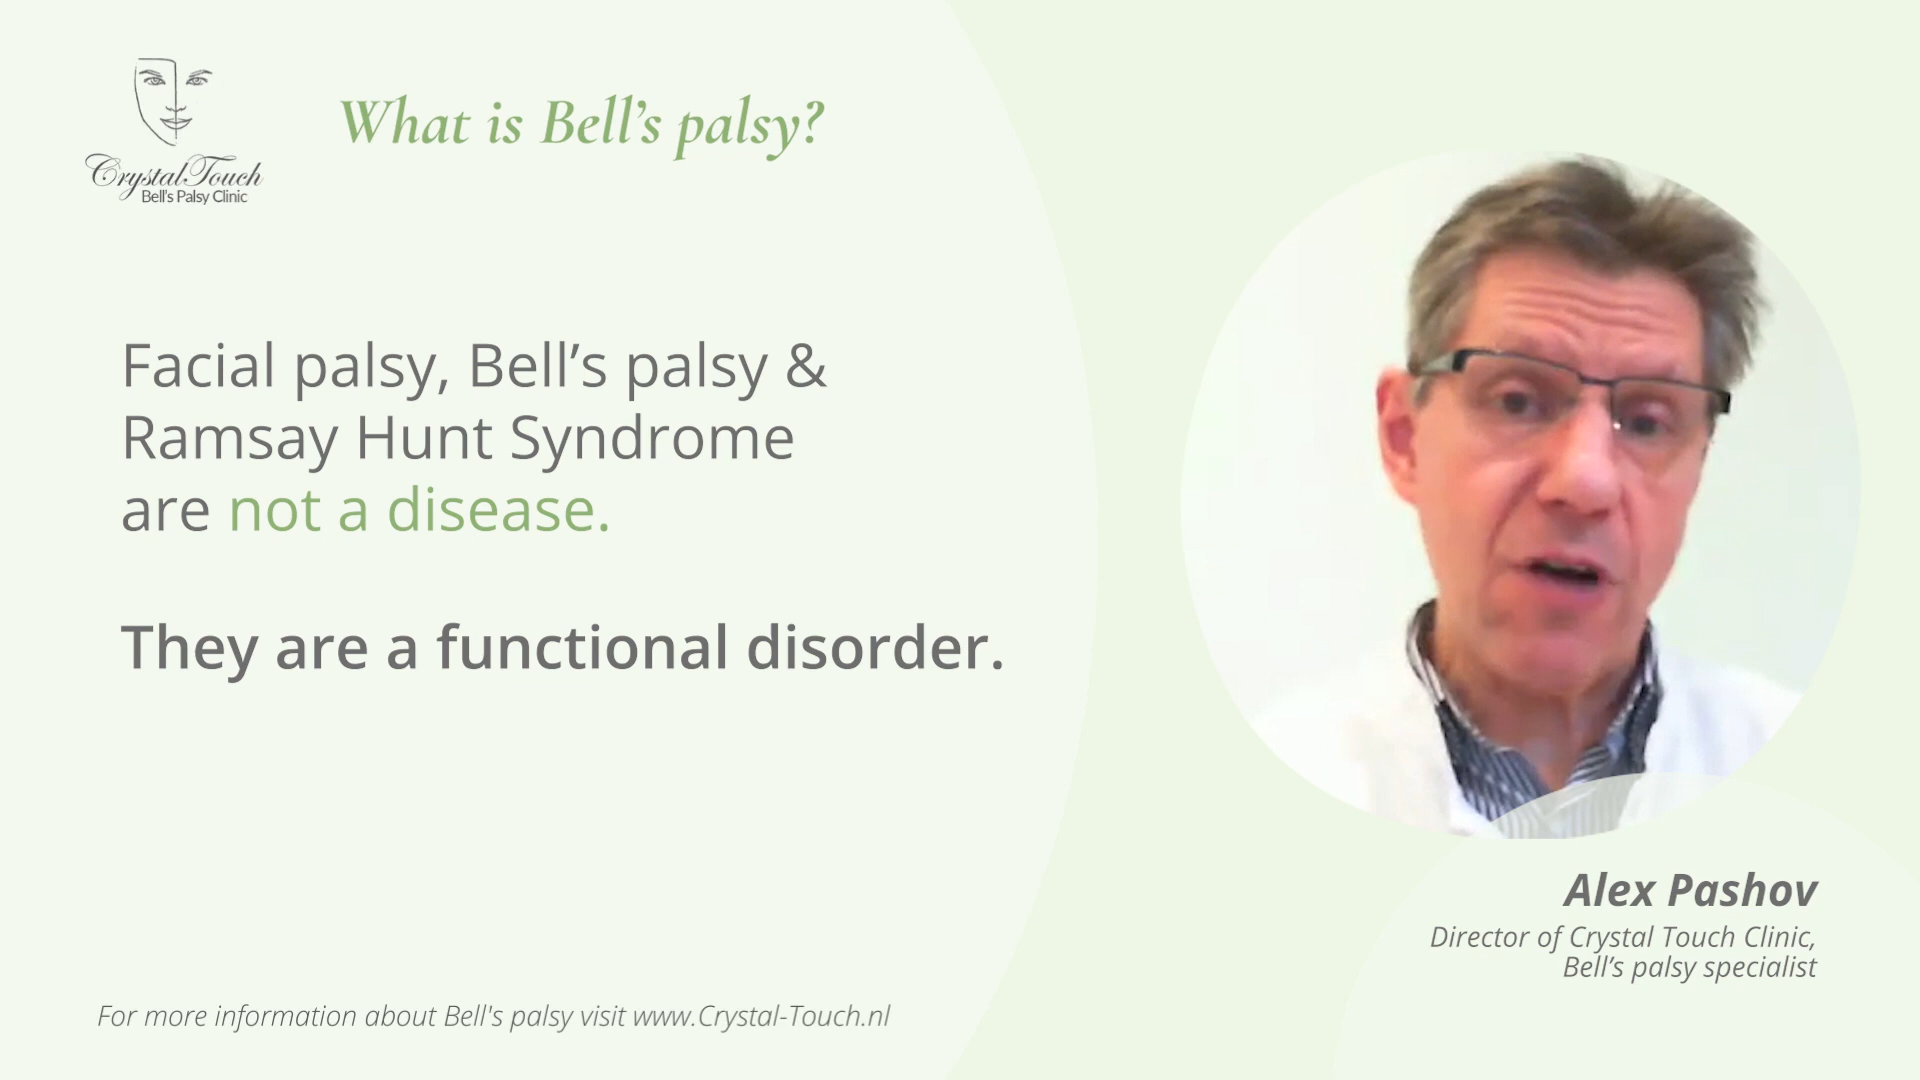 What is Bell’s palsy?
Crystal Touch
Bell's Palsy Clinic
Facial palsy, Bell’s palsy &
Ramsay Hunt Syndrome
are not a disease.
They are a functional disorder.
Alex Pashov
Director of Crystal Touch Clinic,
Bell’s palsy specialist
For more information about Bell's palsy visit www.Crystal-Touch.nl